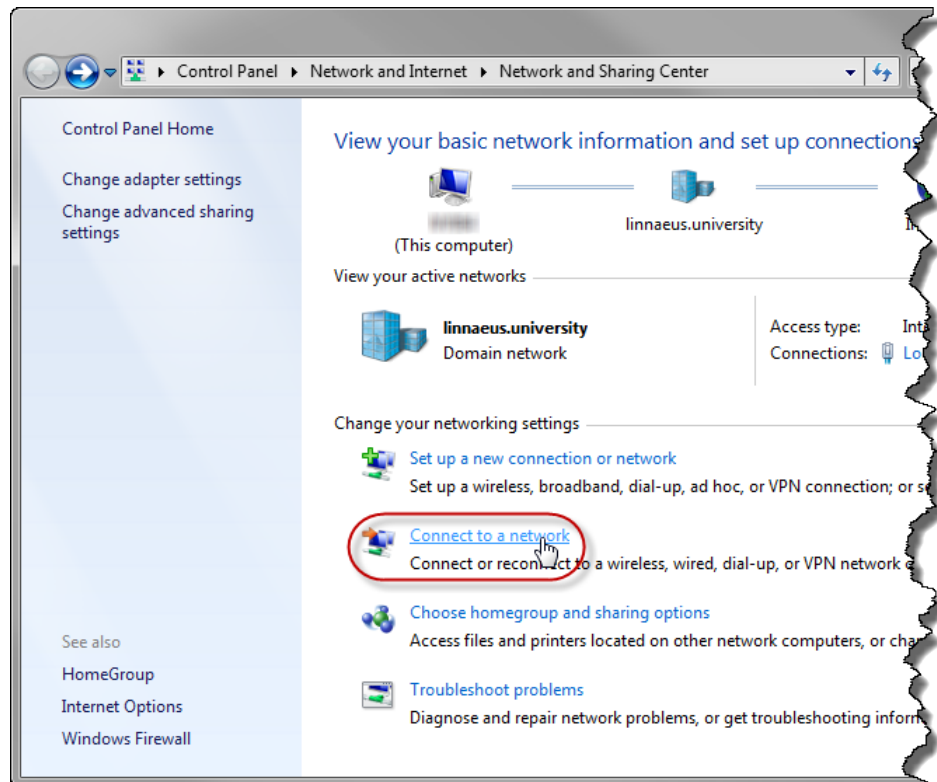 Control Panel ▸ Network and Internet ▸ Network and Sharing Center
Control Panel Home
Change adapter settings
Change advanced sharing
settings
See also
HomeGroup
Internet Options
Windows Firewall
View your basic network information and set up connections
(This computer)
linnaeus.university
View your active networks
linnaeus.university
Domain network
Access type:
Connections:
Change your networking settings
Set up a new connection or network
Set up a wireless, broadband, dial-up, ad hoc, or VPN connection; or
Connect to a network
Connect or reconnect to a wireless, wired, dial-up, or VPN network
Choose homegroup and sharing options
Access files and printers located on other network computers, or
Troubleshoot problems
Diagnose and repair network problems, or get troubleshooting